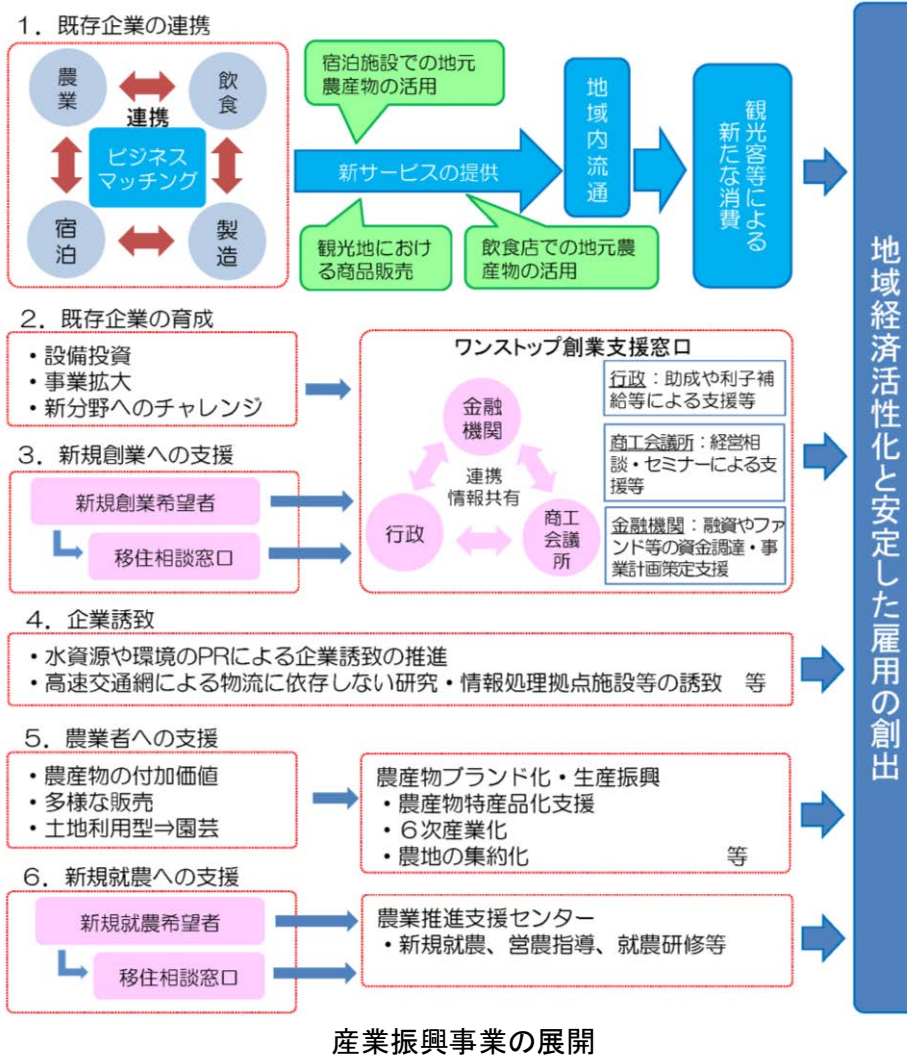 1．既存企業の連携
農業
飲食
連携
ビジネス
マッチング
宿泊
製造
宿泊施設での地元
農産物の活用
新サービスの提供
観光地におけ
る商品販売
飲食店での地元農
産物の活用
地域内流通
観光客等による
新たな消費
2．既存企業の育成
・設備投資
・事業拡大
・新分野へのチャレンジ
3．新規創業への支援
新規創業希望者
移住相談窓口
ワンストップ創業支援窓口
金融
機関
連携
情報共有
行政
商工
会議
所
行政：助成や利子補
給等による支援等
商工会議所：経営相
談・セミナーによる支
援等
金融機関：融資やファ
ンド等の資金調達・事
業計画策定支援
4．企業誘致
・水資源や環境のPRによる企業誘致の推進
・高速交通網による物流に依存しない研究・情報処理拠点施設等の誘致　等
5．農業者への支援
・農産物の付加価値
・多様な販売
・土地利用型⇒園芸
農産物ブランド化・生産振興
・農産物特産品化支援
・6次産業化
・農地の集約化　等
6．新規就農への支援
新規就農希望者
移住相談窓口
農業推進支援センター
・新規就農、営農指導、就農研修等
地域経済活性化と安定した雇用の創出
産業振興事業の展開